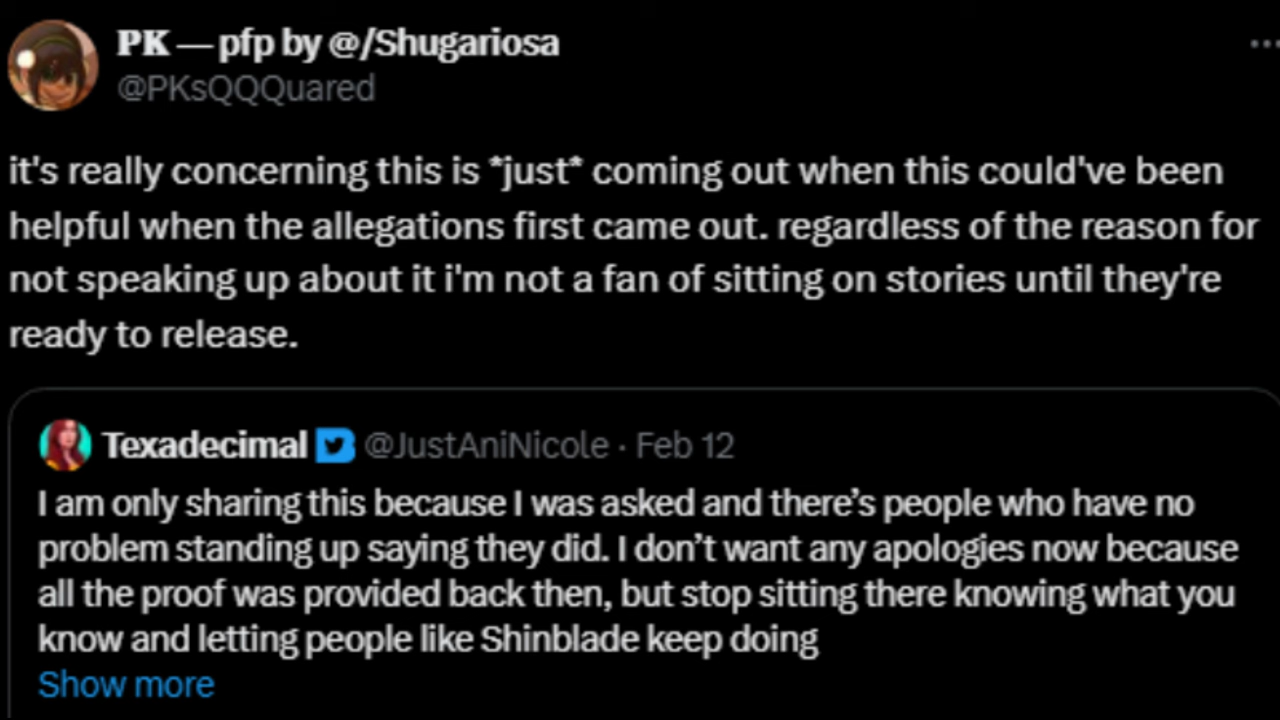 PK — pfp by @/Shugariosa
@PKsQQQuared
it's really concerning this is *just* coming out when this could've been
helpful when the allegations first came out. regardless of the reason for
not speaking up about it i'm not a fan of sitting on stories until they're
ready to release.
Texadecimal @JustAniNicole · Feb 12
I am only sharing this because I was asked and there’s people who have no
problem standing up saying they did. I don’t want any apologies now because
all the proof was provided back then, but stop sitting there knowing what you
know and letting people like Shinblade keep doing
Show more